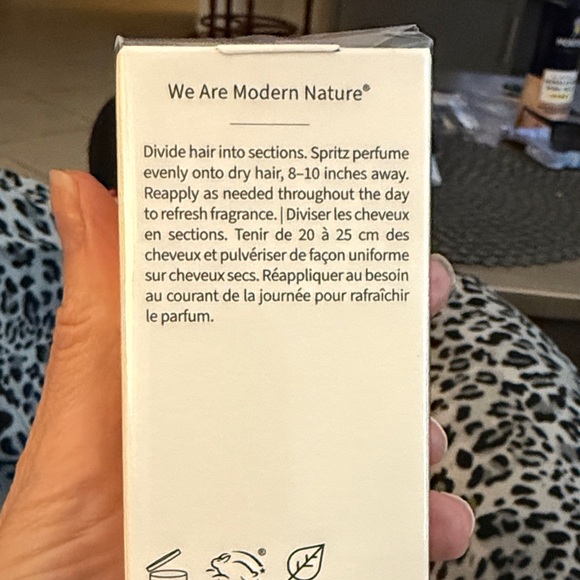 We Are Modern Nature®
Divide hair into sections. Spritz perfume
evenly onto dry hair, 8–10 inches away.
Reapply as needed throughout the day
to refresh fragrance. | Diviser les cheveux
en sections. Tenir de 20 à 25 cm des
cheveux et pulvériser de façon uniforme
sur cheveux secs. Réappliquer au besoin
au courant de la journée pour rafraîchir
le parfum.
®